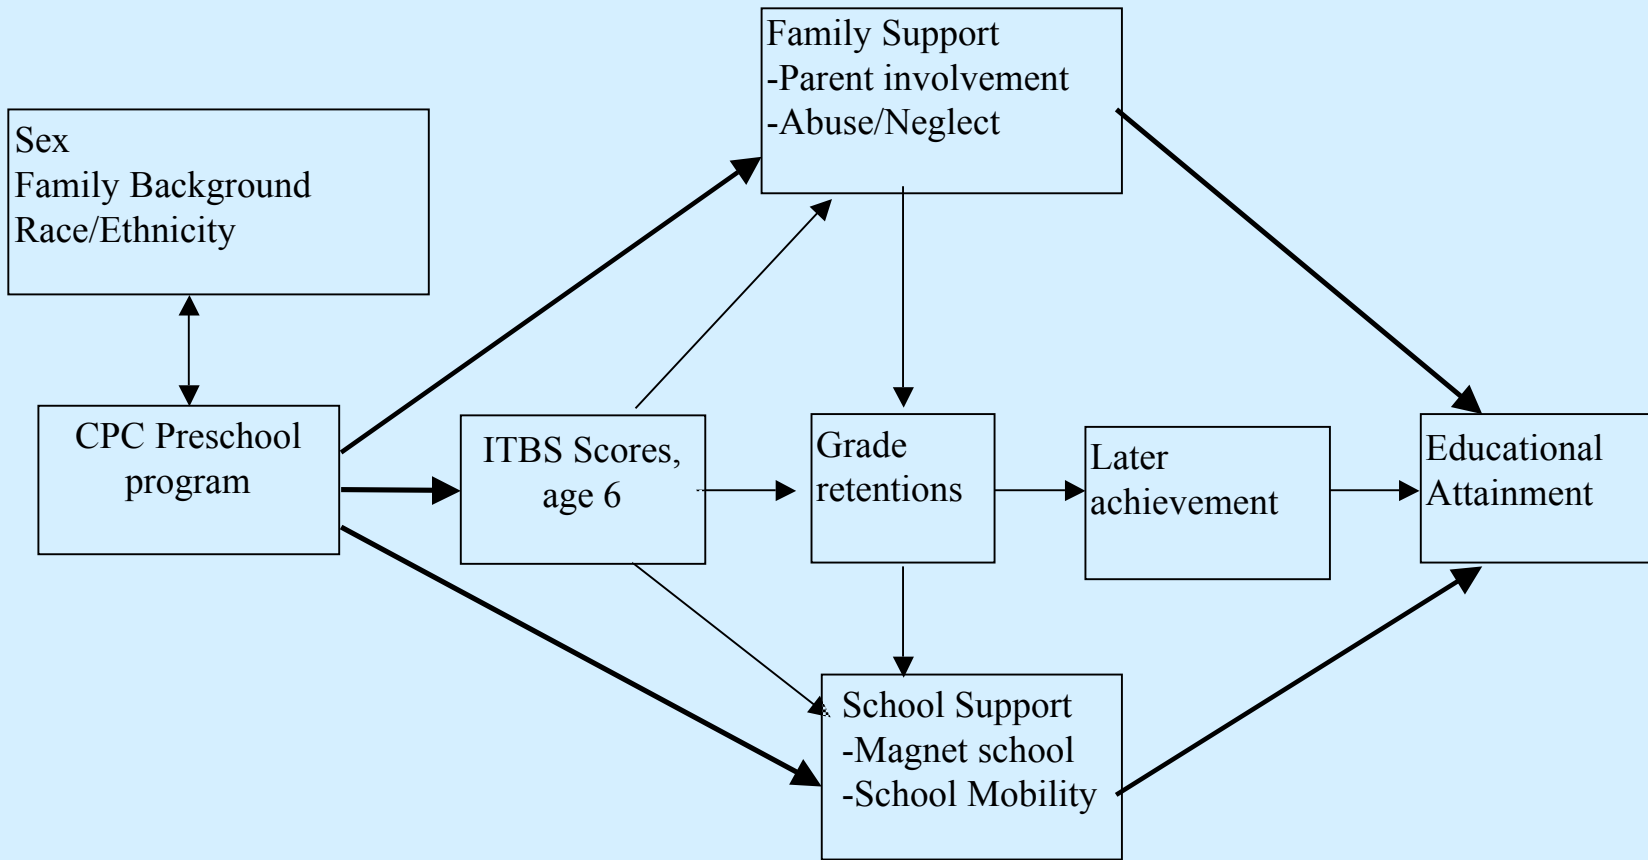 Family Support
-Parent involvement
-Abuse/Neglect
Sex
Family Background
Race/Ethnicity
CPC Preschool
program
ITBS Scores,
age 6
Grade
retentions
Later
achievement
Educational
Attainment
School Support
-Magnet school
-School Mobility